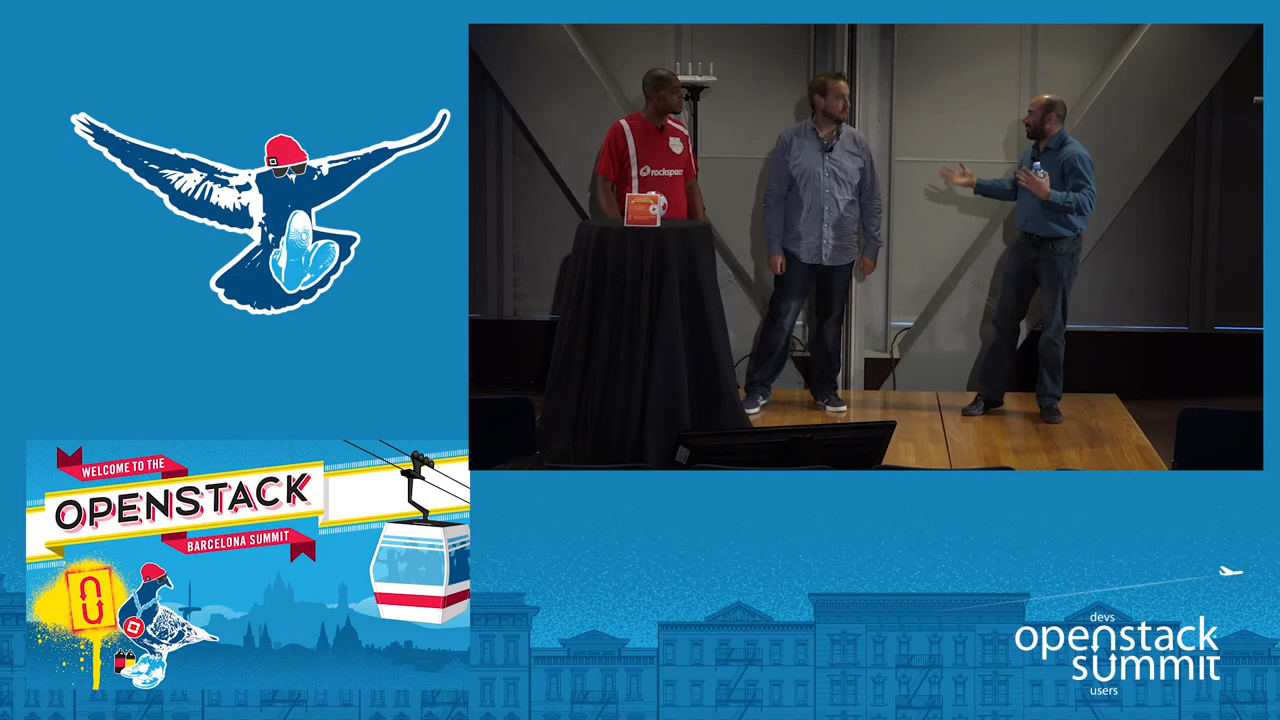 rackspace
WELCOME TO THE
OPENSTACK
BARCELONA SUMMIT
devs
openstack
summit
users